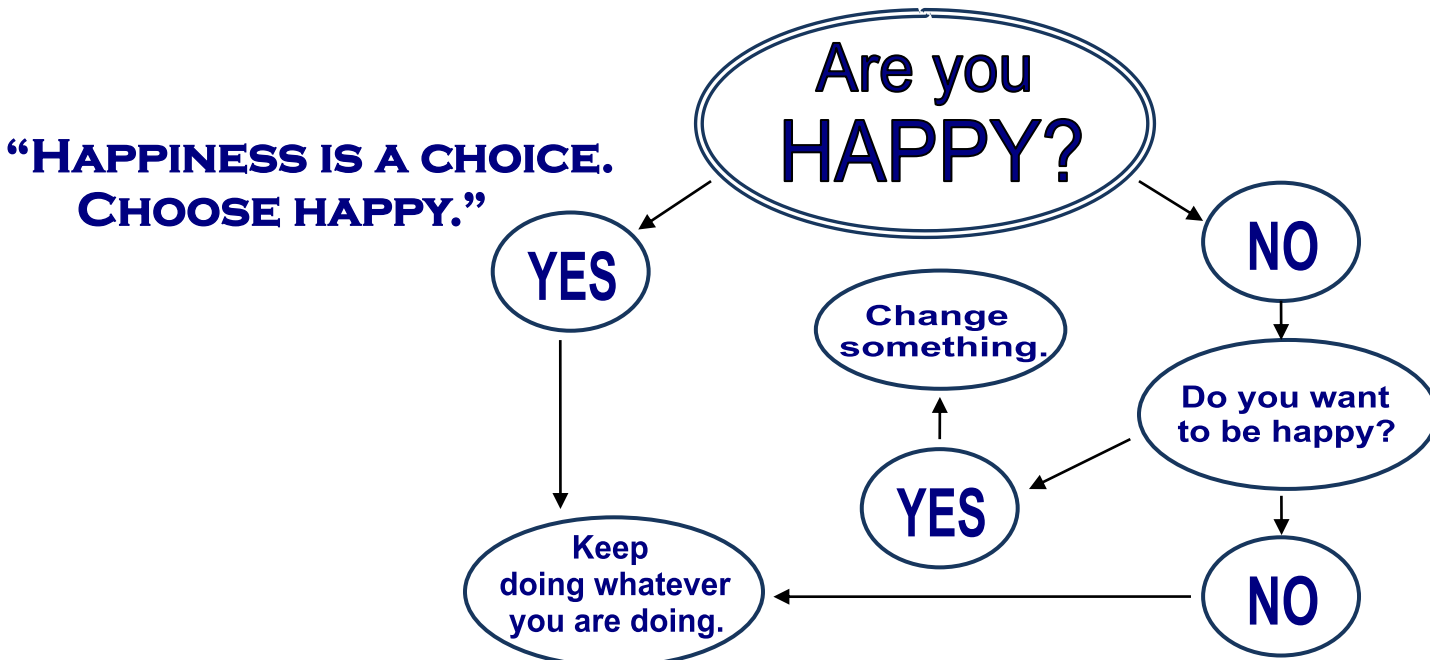 Are you
HAPPY?
“HAPPINESS IS A CHOICE.
CHOOSE HAPPY.”
YES
NO
Change
something.
Do you want
to be happy?
YES
NO
Keep
doing whatever
you are doing.